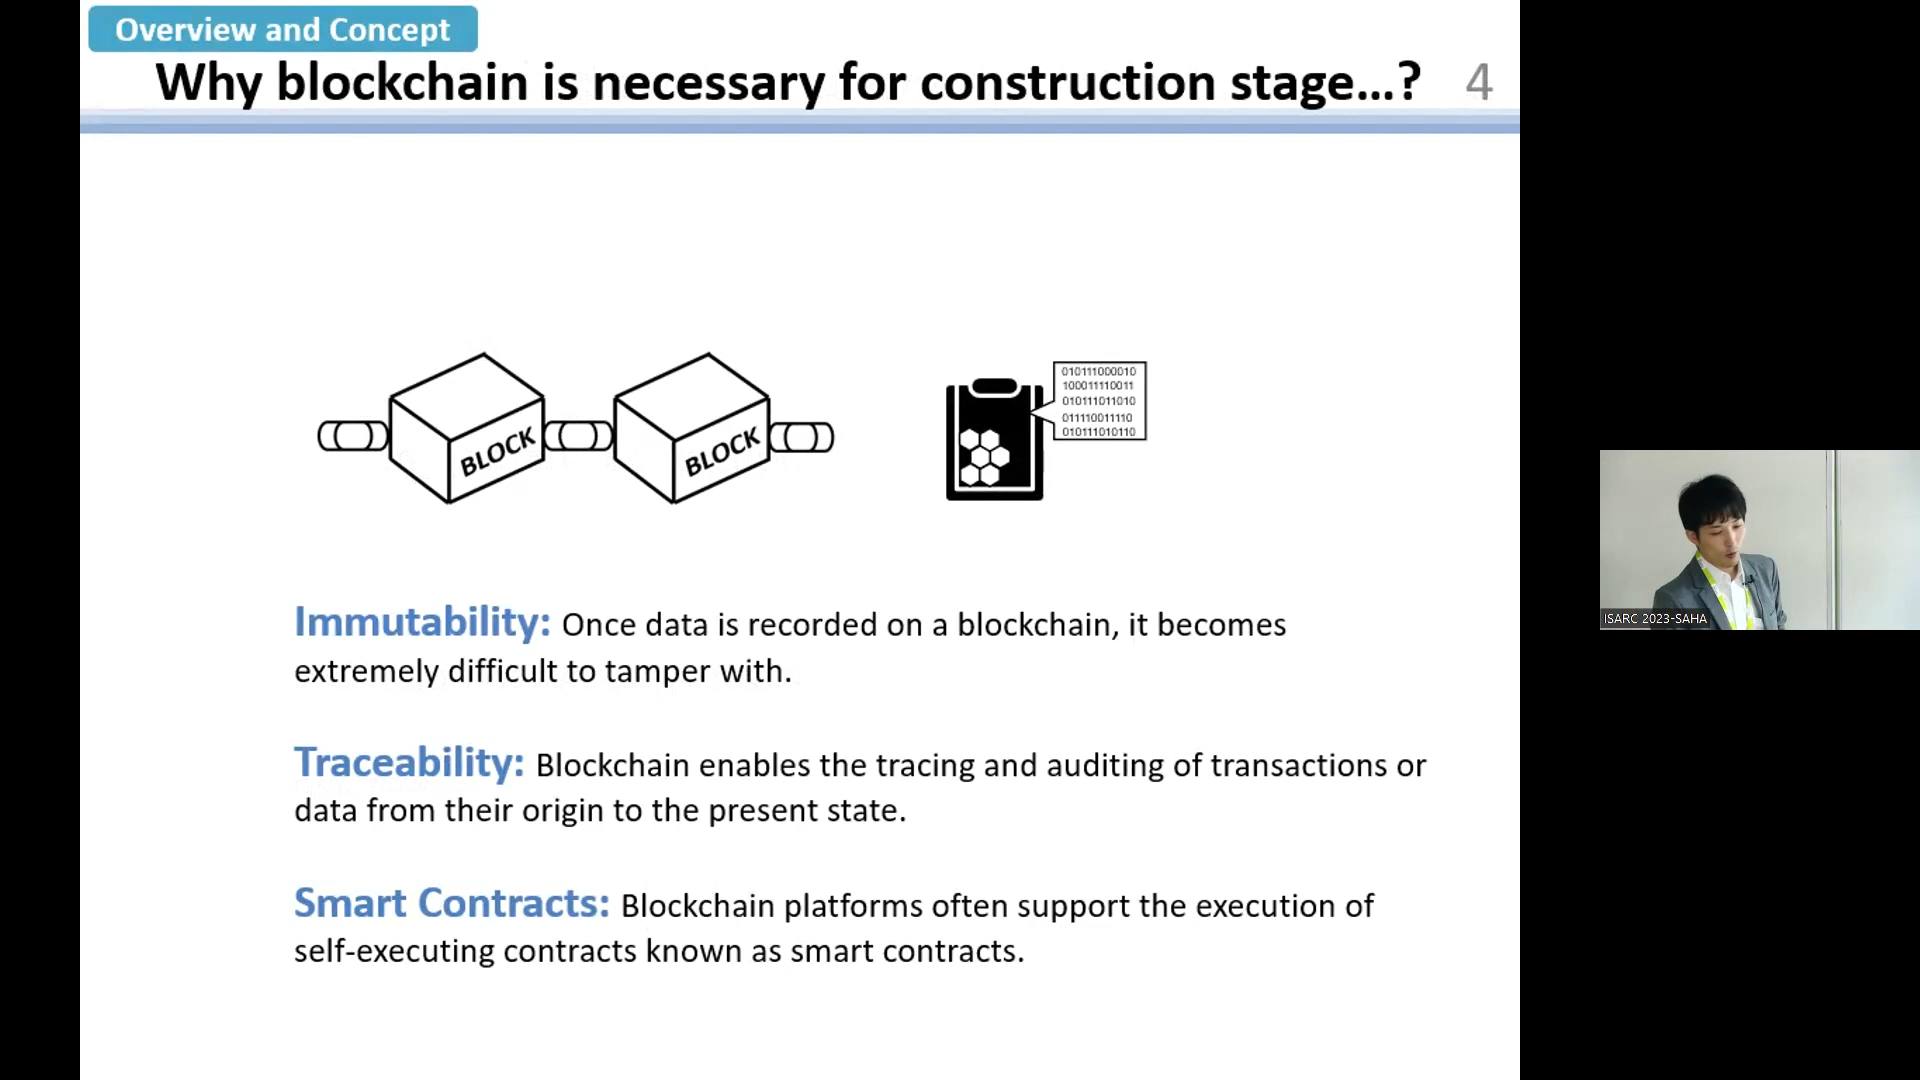 Overview and Concept
Why blockchain is necessary for construction stage...? 4
BLOCK
BLOCK
010111000010
100011110011
010111011010
011110011110
010111010110
Immutability: Once data is recorded on a blockchain, it becomes
extremely difficult to tamper with.
Traceability: Blockchain enables the tracing and auditing of transactions or
data from their origin to the present state.
Smart Contracts: Blockchain platforms often support the execution of
self-executing contracts known as smart contracts.
ISARC 2023-SAHA